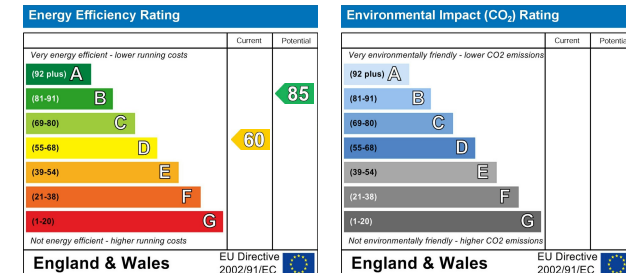 Energy Efficiency Rating
Current Potential
Very energy efficient - lower running costs
(92 plus) A
(81-91) B
85
(69-80) C
(55-68) D
60
(39-54) E
(21-38) F
(1-20) G
Not energy efficient - higher running costs
England & Wales
EU Directive
2002/91/EC
Environmental Impact (CO₂) Rating
Current Potential
Very environmentally friendly - lower CO2 emissions
(92 plus) A
(81-91) B
(69-80) C
(55-68) D
(39-54) E
(21-38) F
(1-20) G
Not environmentally friendly - higher CO2 emissions
England & Wales
EU Directive
2002/91/EC